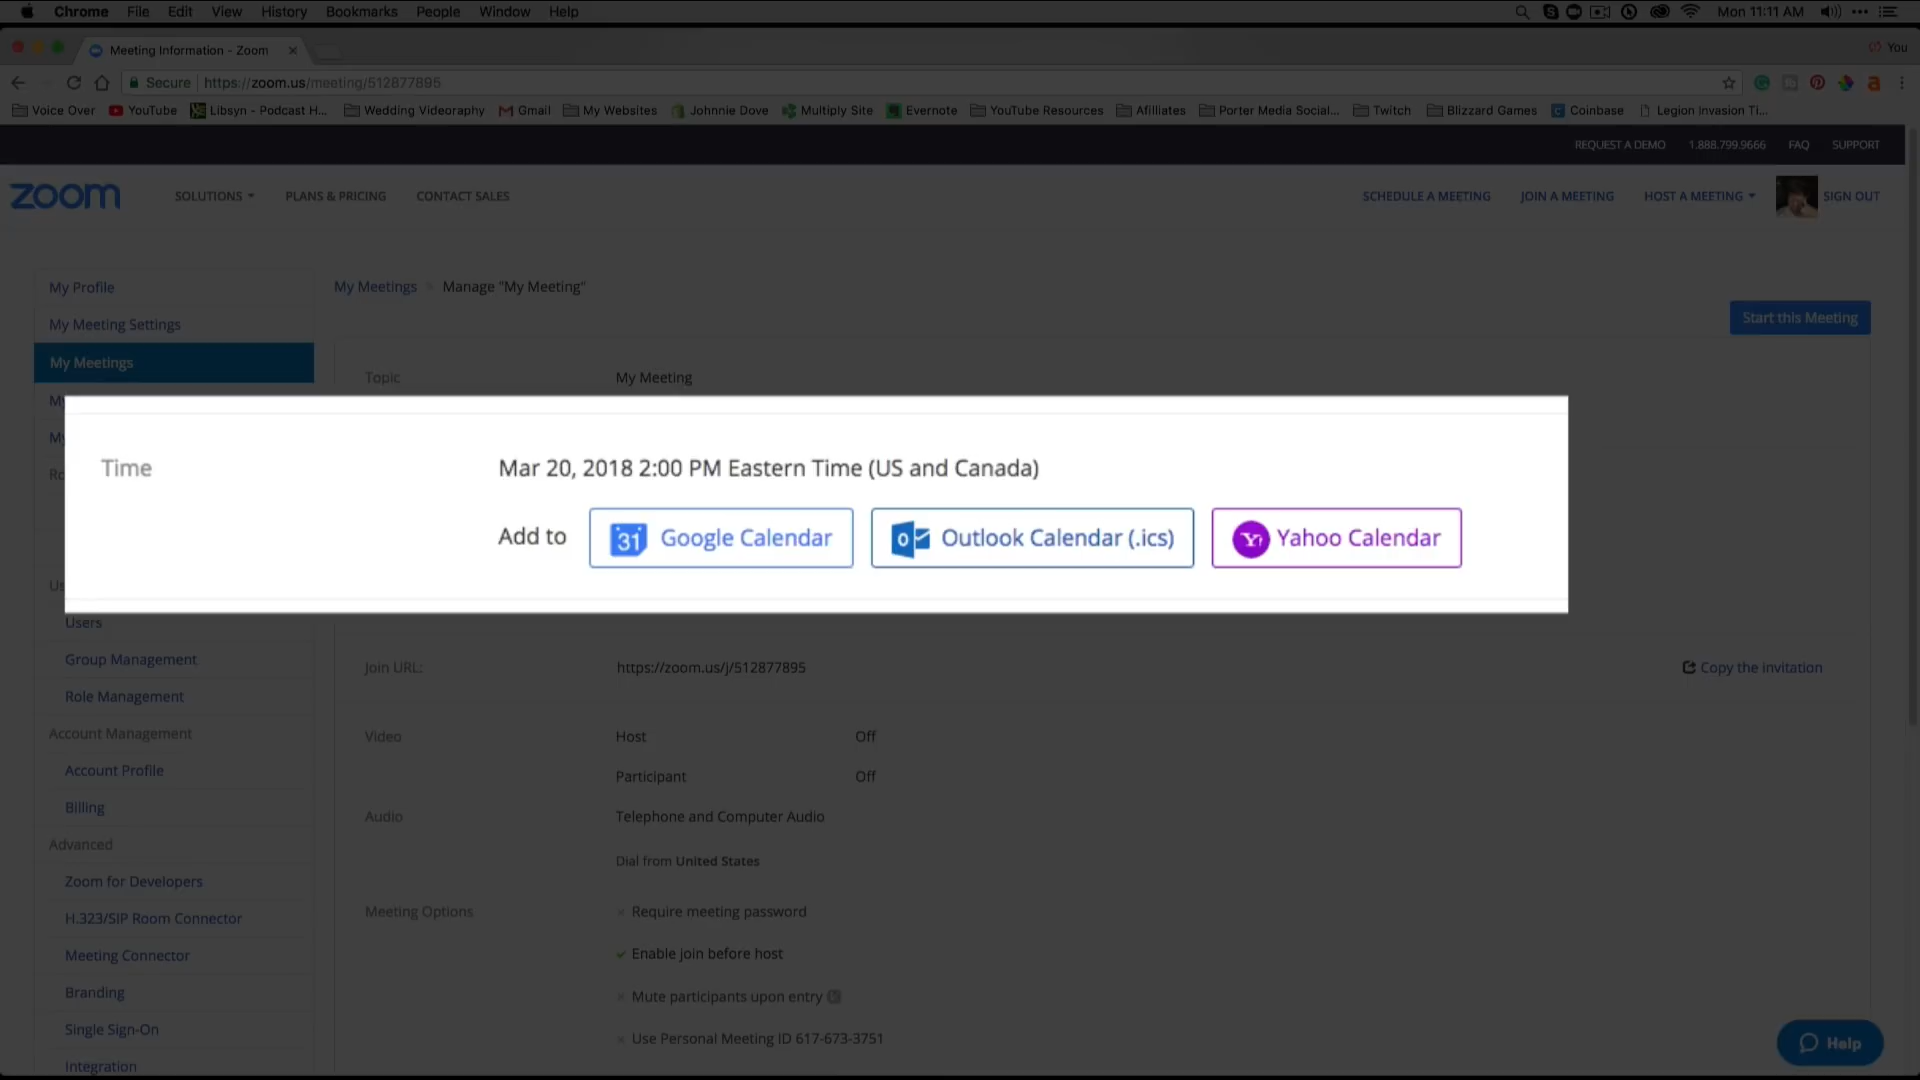 Chrome File Edit View History Bookmarks People Window Help Mon 11:11 AM
Meeting Information - Zoom You
Secure https://zoom.us/meeting/512877895
Voice Over YouTube Libsyn - Podcast H... Wedding Videography Gmail My Websites Johnnie Dove Multiply Site Evernote YouTube Resources Affiliates Porter Media Social... Twitch Blizzard Games Coinbase Legion Invasion Ti...
REQUEST A DEMO 1.888.799.9666 FAQ SUPPORT
zoom SOLUTIONS PLANS & PRICING CONTACT SALES SCHEDULE A MEETING JOIN A MEETING HOST A MEETING SIGN OUT
My Profile
My Meetings Manage "My Meeting"
Start this Meeting
My Meeting Settings
My Meetings
Topic My Meeting
Time Mar 20, 2018 2:00 PM Eastern Time (US and Canada)
Add to 31 Google Calendar Outlook Calendar (.ics) Yahoo Calendar
Users
Group Management
Join URL: https://zoom.us/j/512877895 Copy the invitation
Role Management
Account Management
Video Host Off
Account Profile
Participant Off
Billing
Audio Telephone and Computer Audio
Advanced
Dial from United States
Zoom for Developers
H.323/SIP Room Connector
Meeting Options Require meeting password
Meeting Connector
Enable join before host
Branding
Mute participants upon entry
Single Sign-On
Use Personal Meeting ID 617-673-3751
Integration
Help